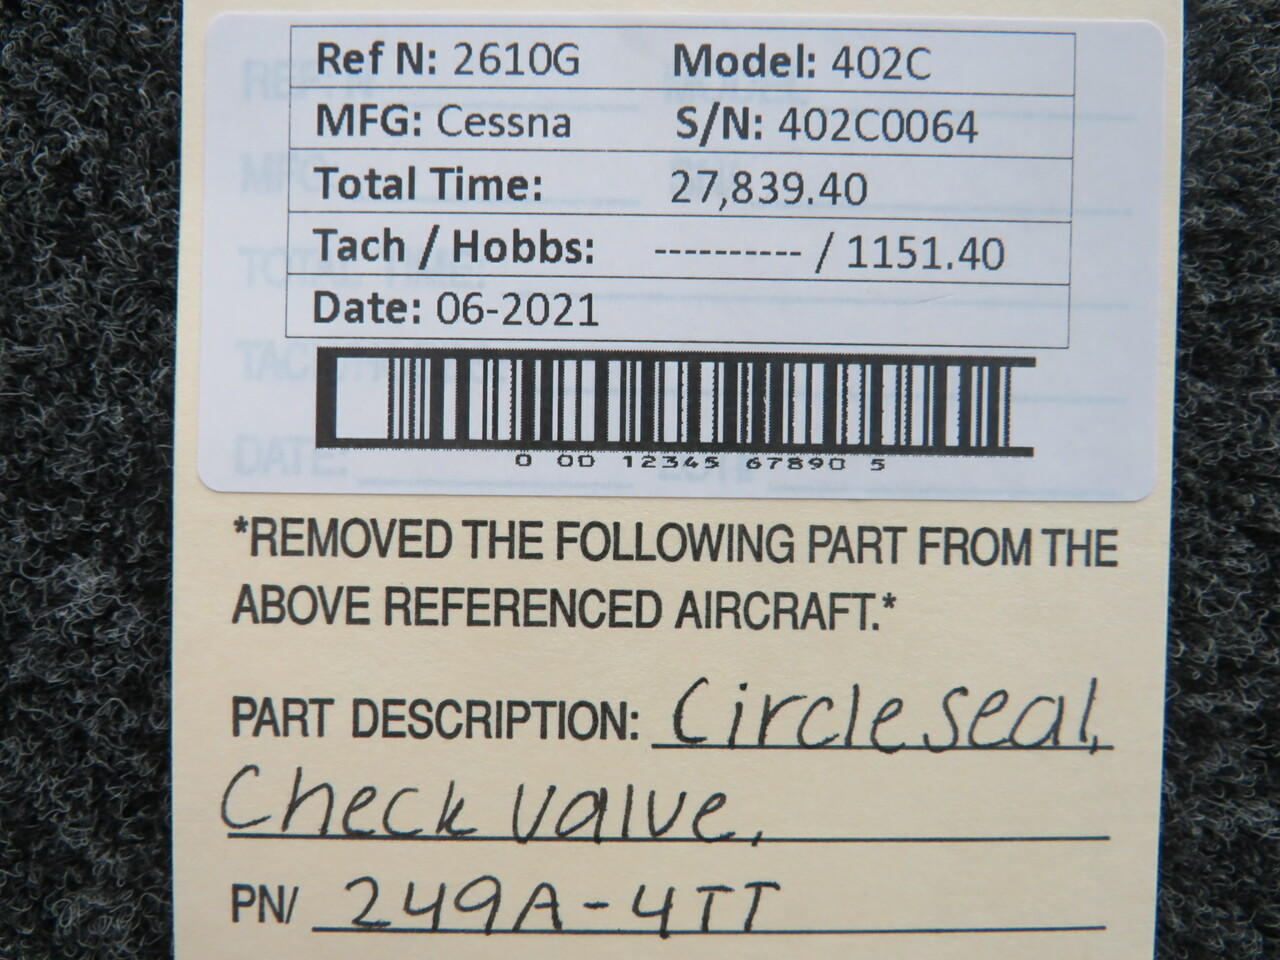 Ref N: 2610G Model: 402C
MFG: Cessna S/N: 402C0064
Total Time: 27,839.40
Tach / Hobbs: ---------- / 1151.40
Date: 06-2021
0 00 12345 67890 5
*REMOVED THE FOLLOWING PART FROM THE
ABOVE REFERENCED AIRCRAFT.*
PART DESCRIPTION: Circle seal,
Check valve,
PN/ 249A-4TT